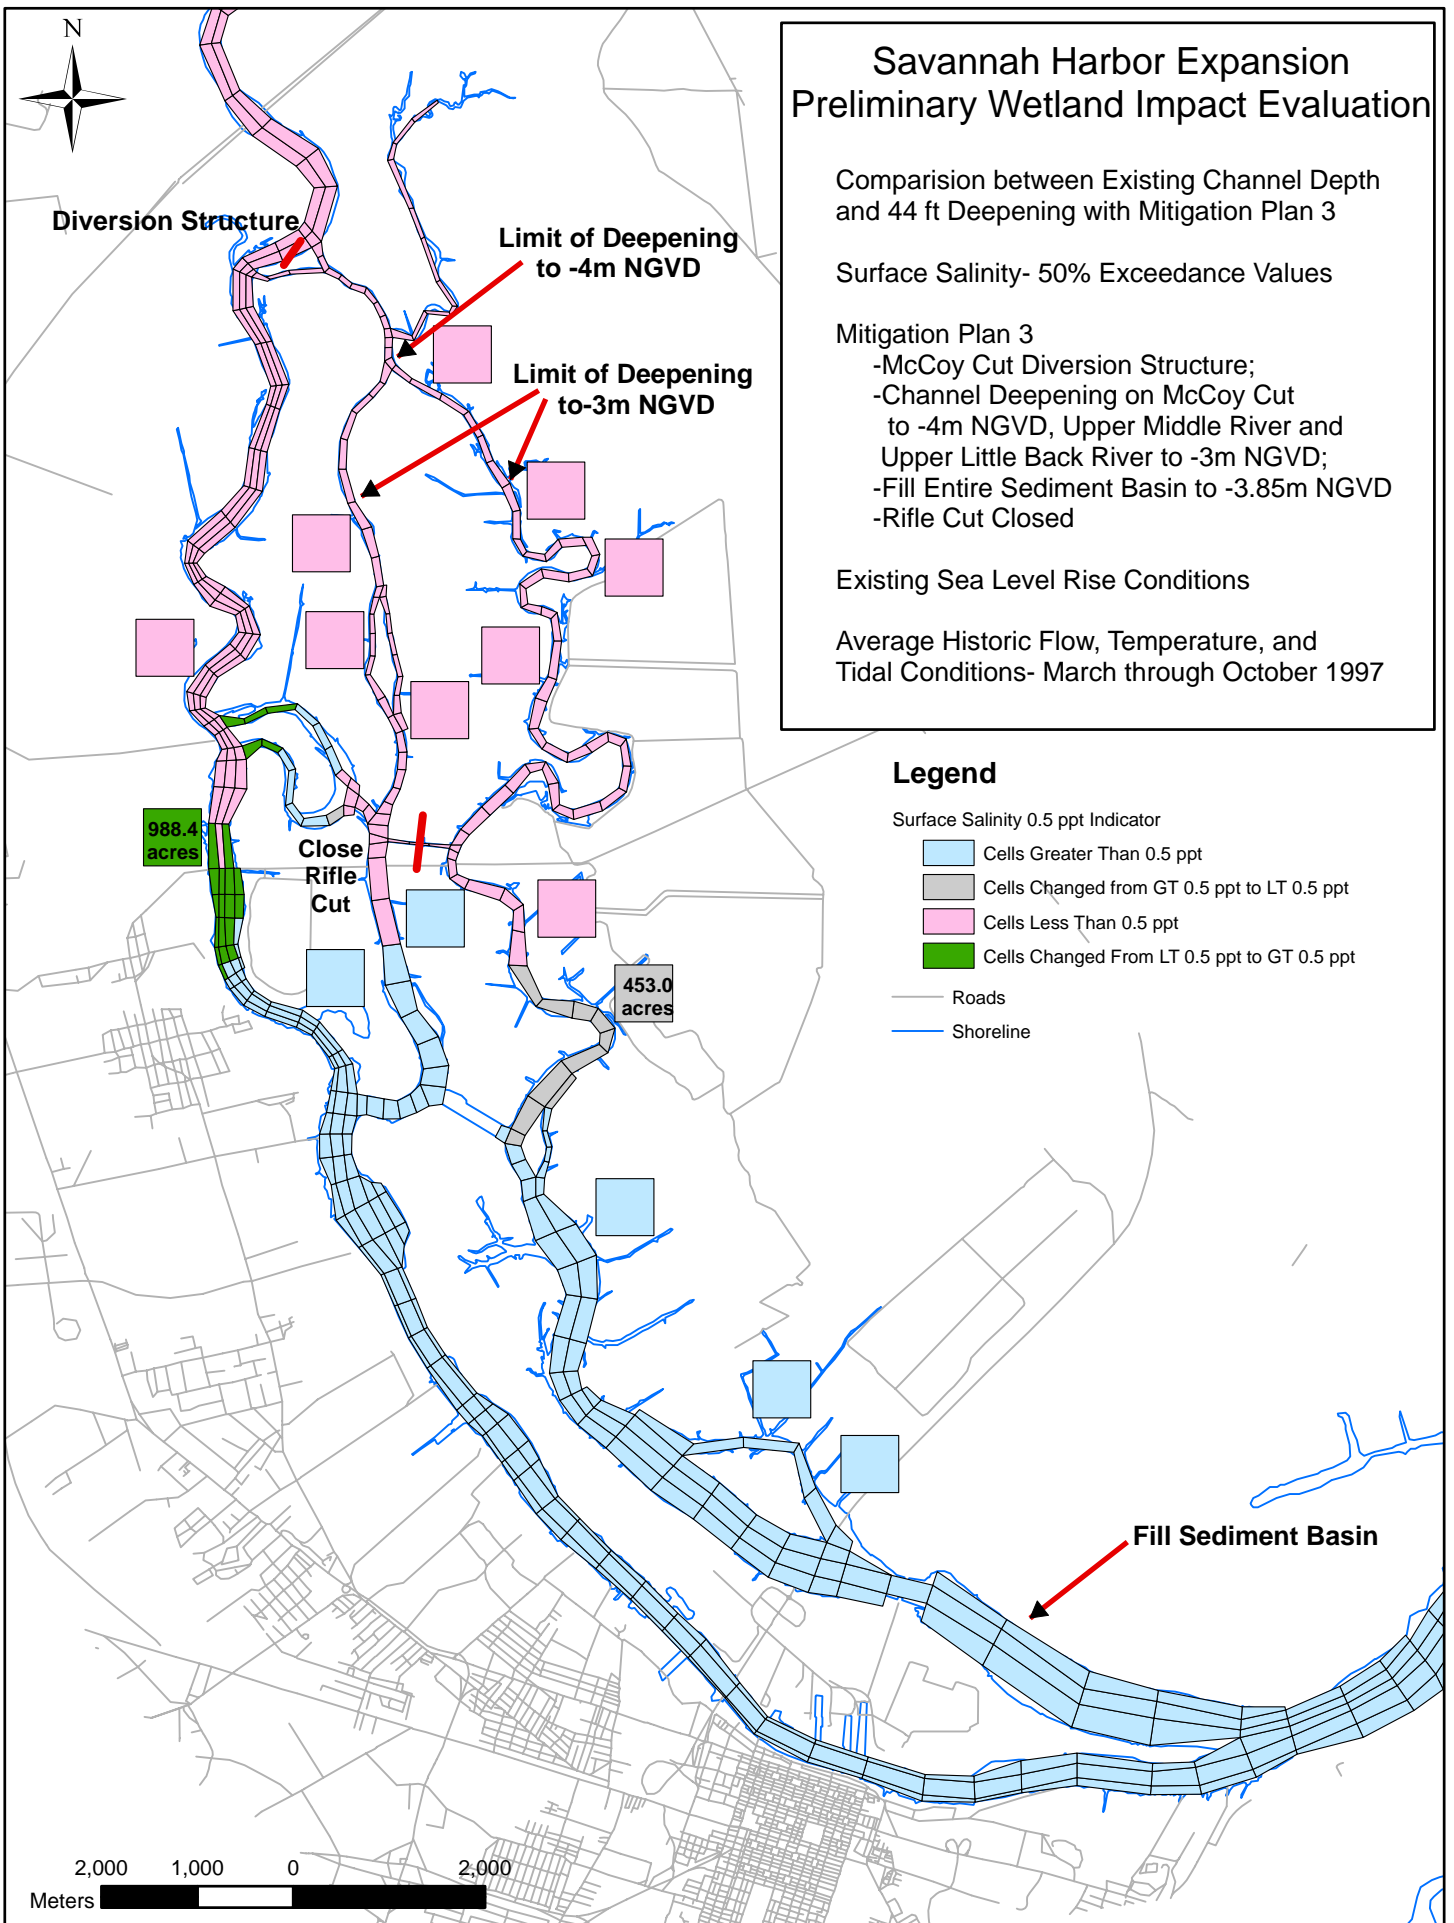 N
Savannah Harbor Expansion
Preliminary Wetland Impact Evaluation
Comparision between Existing Channel Depth
and 44 ft Deepening with Mitigation Plan 3
Surface Salinity- 50% Exceedance Values
Mitigation Plan 3
-McCoy Cut Diversion Structure;
-Channel Deepening on McCoy Cut
to -4m NGVD, Upper Middle River and
Upper Little Back River to -3m NGVD;
-Fill Entire Sediment Basin to -3.85m NGVD
-Rifle Cut Closed
Existing Sea Level Rise Conditions
Average Historic Flow, Temperature, and
Tidal Conditions- March through October 1997
Diversion Structure
Limit of Deepening
to -4m NGVD
Limit of Deepening
to-3m NGVD
988.4
acres
Close
Rifle
Cut
453.0
acres
Legend
Surface Salinity 0.5 ppt Indicator
Cells Greater Than 0.5 ppt
Cells Changed from GT 0.5 ppt to LT 0.5 ppt
Cells Less Than 0.5 ppt
Cells Changed From LT 0.5 ppt to GT 0.5 ppt
Roads
Shoreline
Fill Sediment Basin
2,000 1,000 0 2,000
Meters